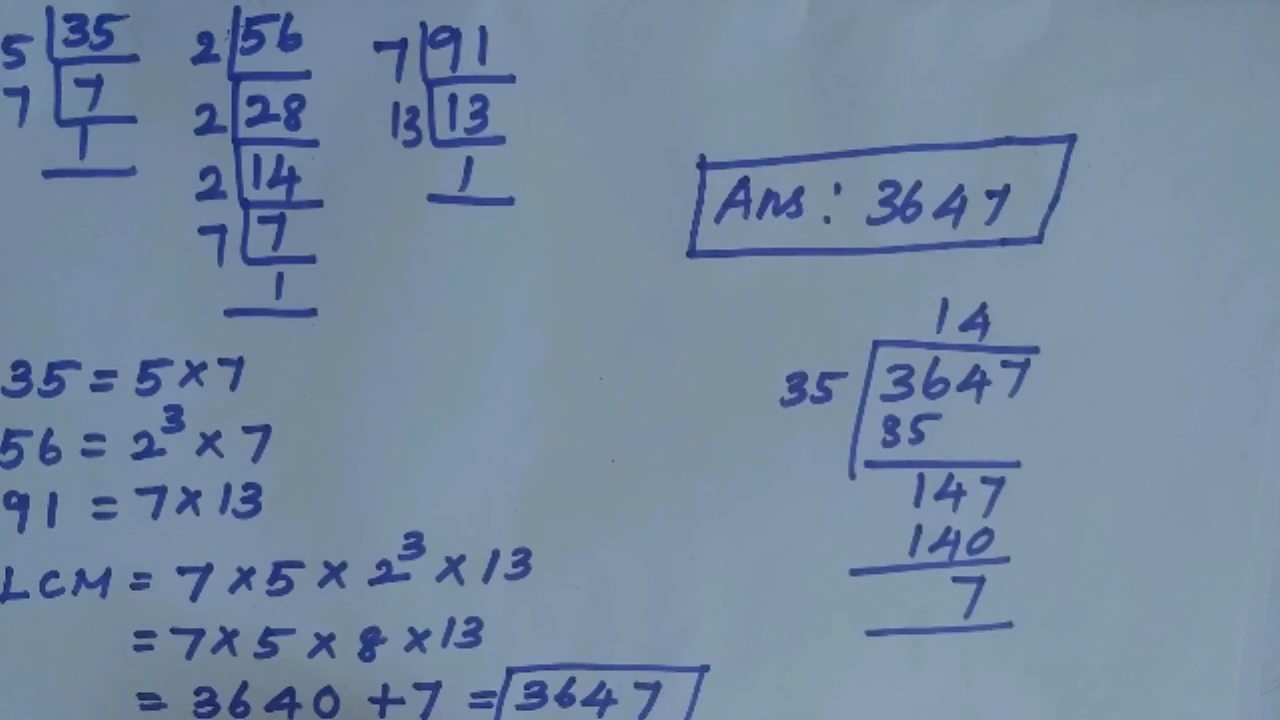 5 | 35
7 | 7
1
2 | 56
2 | 28
2 | 14
7 | 7
1
7 | 91
13 | 13
1
35 = 5 × 7
56 = 2³ × 7
91 = 7 × 13
LCM = 7 × 5 × 2³ × 13
= 7 × 5 × 8 × 13
= 3640 + 7 = 3647
Ans : 3647
14
35 3647
35
147
140
7